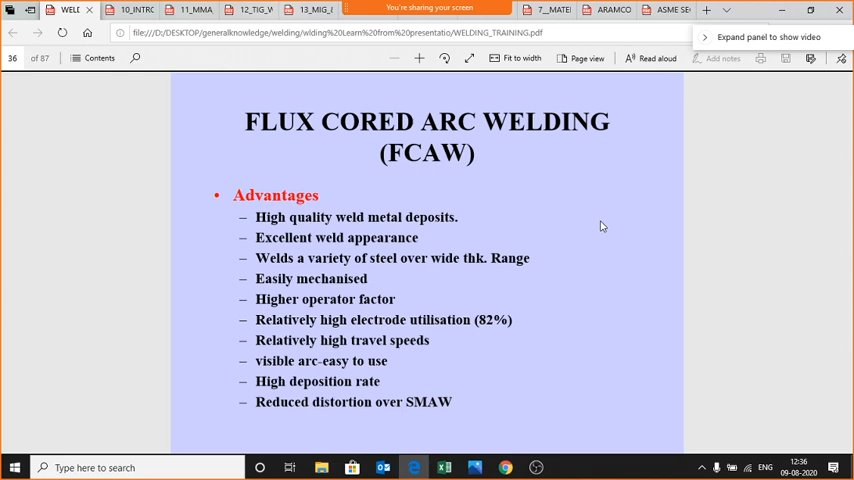 WELD
10_INTRO
11_MMA
12_TIG_W
13_MIG_&
You're sharing your screen
7__MATE
ARAMCO
ASME SE
file:///D:/DESKTOP/generalknowledge/welding/wlding%20Learn%20from%20presentatio/WELDING_TRAINING.pdf
Expand panel to show video
36 of 87 Contents Fit to width Page view Read aloud Add notes
FLUX CORED ARC WELDING
(FCAW)
• Advantages
– High quality weld metal deposits.
– Excellent weld appearance
– Welds a variety of steel over wide thk. Range
– Easily mechanised
– Higher operator factor
– Relatively high electrode utilisation (82%)
– Relatively high travel speeds
– visible arc-easy to use
– High deposition rate
– Reduced distortion over SMAW
Type here to search
ENG
12:36
09-08-2020